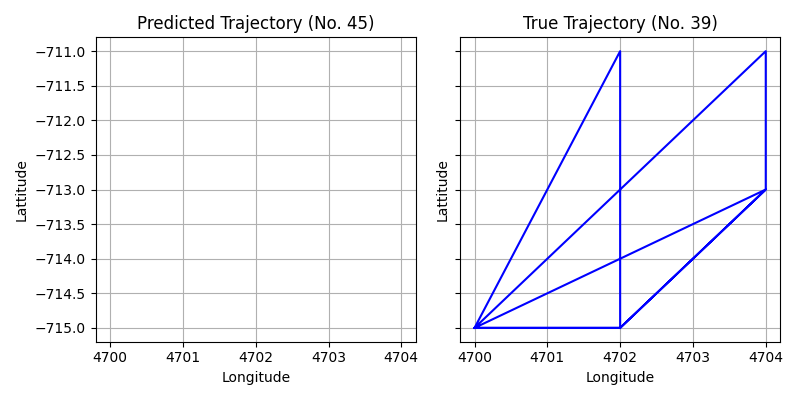 Predicted Trajectory (No. 45)
Lattitude
−711.0
−711.5
−712.0
−712.5
−713.0
−713.5
−714.0
−714.5
−715.0
4700 4701 4702 4703 4704
Longitude
True Trajectory (No. 39)
Lattitude
4700 4701 4702 4703 4704
Longitude